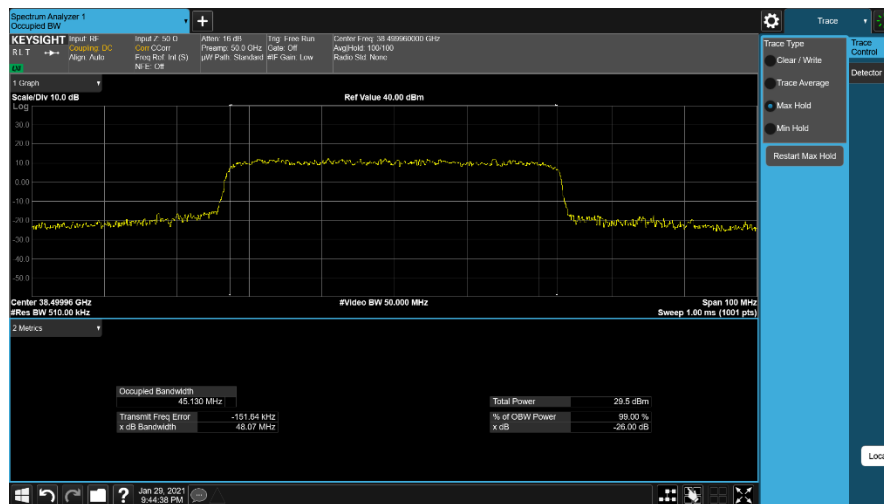 Spectrum Analyzer 1
Occupied BW
+
Trace
KEYSIGHT Input: RF
RLT
Coupling: DC
Align: Auto
Input Z: 50 Ω
Corr CCorr
Freq Ref: Int (S)
NFE: Off
Atten: 16 dB
Preamp: 50.0 GHz
µW Path: Standard
Trig: Free Run
Gate: Off
#IF Gain: Low
Center Freq: 38.499960000 GHz
Avg|Hold: 100/100
Radio Std: None
Trace Type
Clear / Write
Trace Average
Max Hold
Min Hold
Restart Max Hold
Trace
Control
Detector
1 Graph
Scale/Div 10.0 dB
Ref Value 40.00 dBm
Log
30.0
20.0
10.0
0.00
-10.0
-20.0
-30.0
-40.0
-50.0
Center 38.49996 GHz
#Video BW 50.000 MHz
Span 100 MHz
#Res BW 510.00 kHz
Sweep 1.00 ms (1001 pts)
2 Metrics
Occupied Bandwidth
45.130 MHz
Total Power 29.5 dBm
Transmit Freq Error -151.64 kHz
% of OBW Power 99.00 %
x dB Bandwidth 48.07 MHz
x dB -26.00 dB
Loca
?
Jan 29, 2021
9:44:38 PM